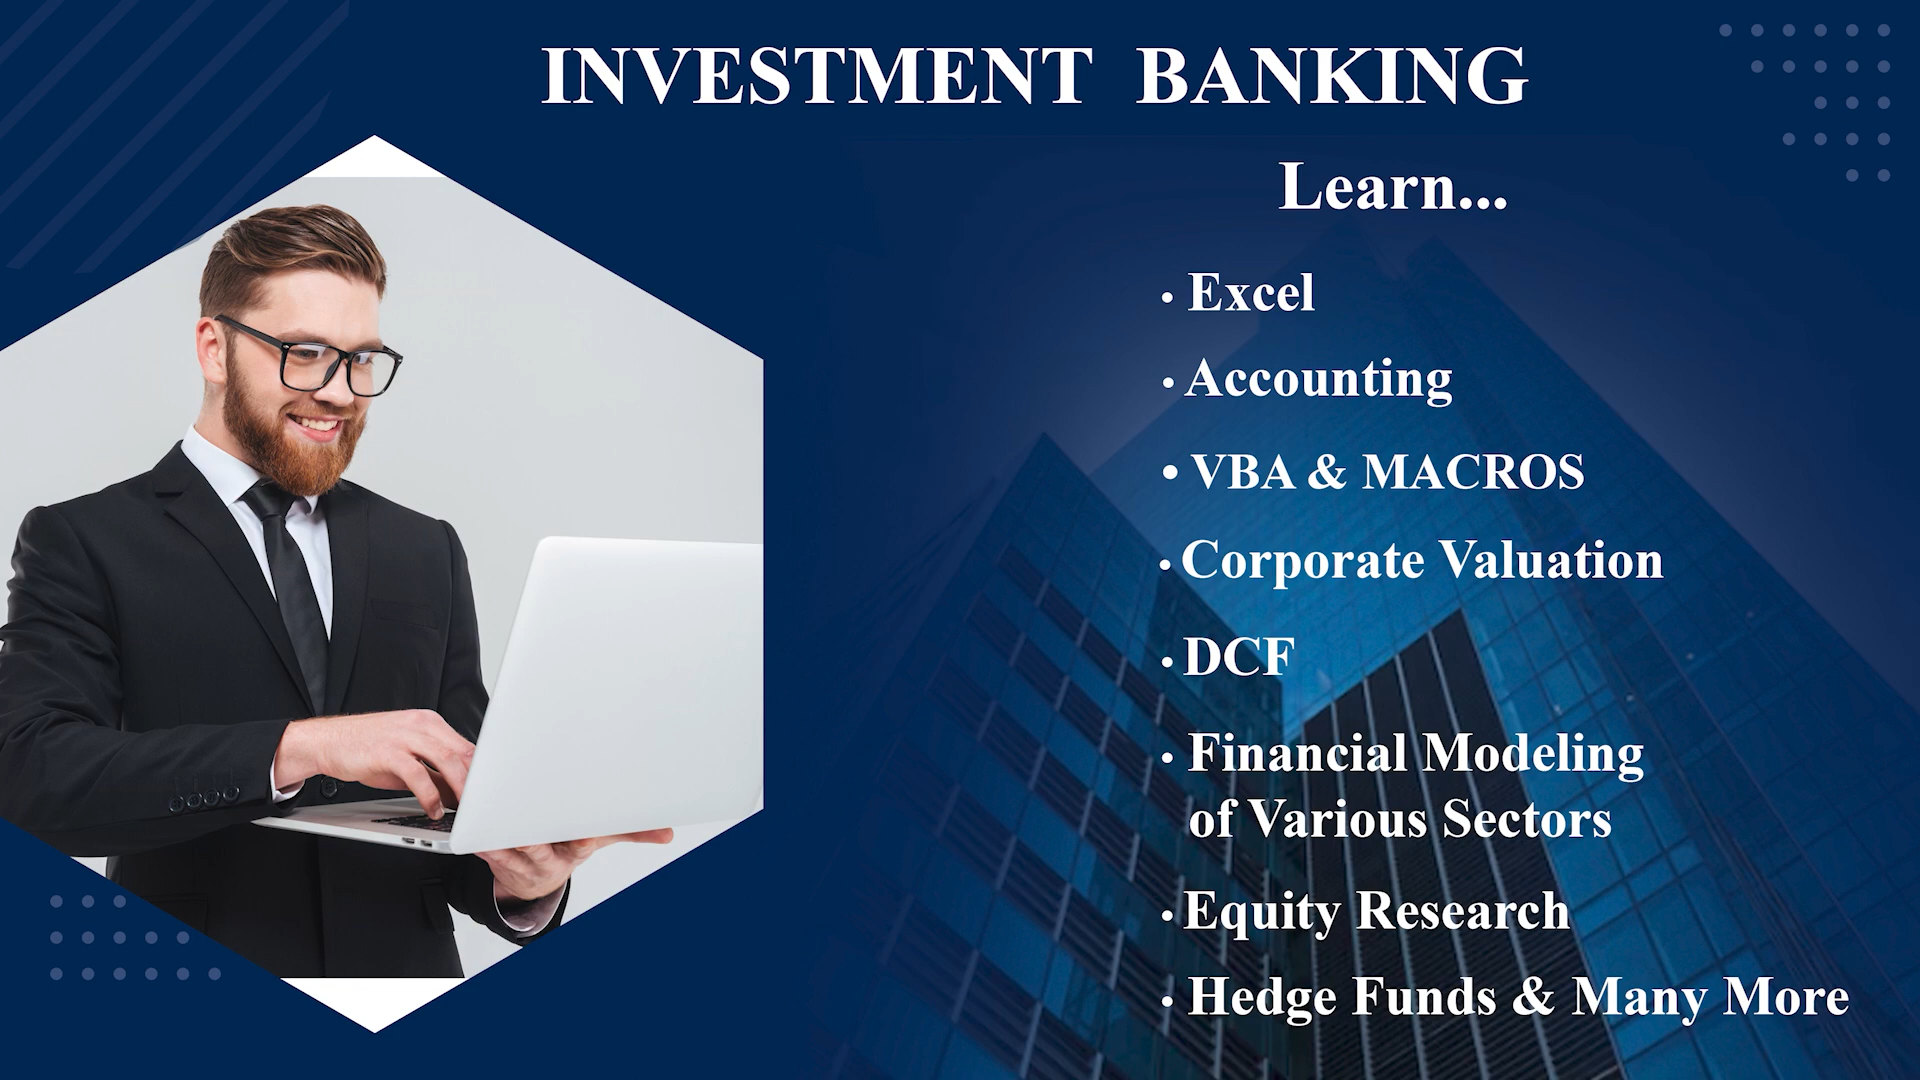 INVESTMENT BANKING
Learn...
• Excel
• Accounting
• VBA & MACROS
• Corporate Valuation
• DCF
• Financial Modeling
of Various Sectors
• Equity Research
• Hedge Funds & Many More